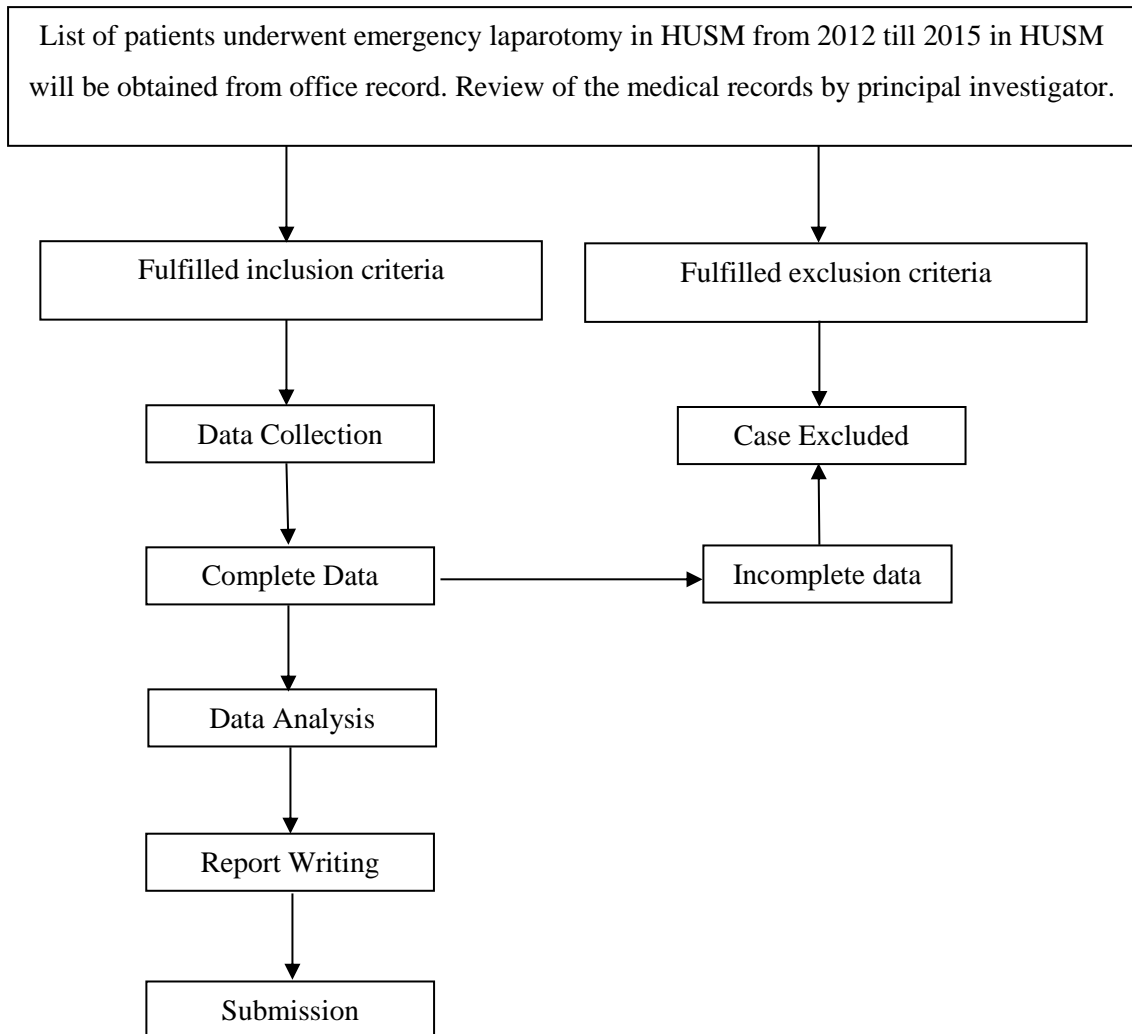 List of patients underwent emergency laparotomy in HUSM from 2012 till 2015 in HUSM
will be obtained from office record. Review of the medical records by principal investigator.
Fulfilled inclusion criteria
Fulfilled exclusion criteria
Data Collection
Case Excluded
Complete Data
Incomplete data
Data Analysis
Report Writing
Submission